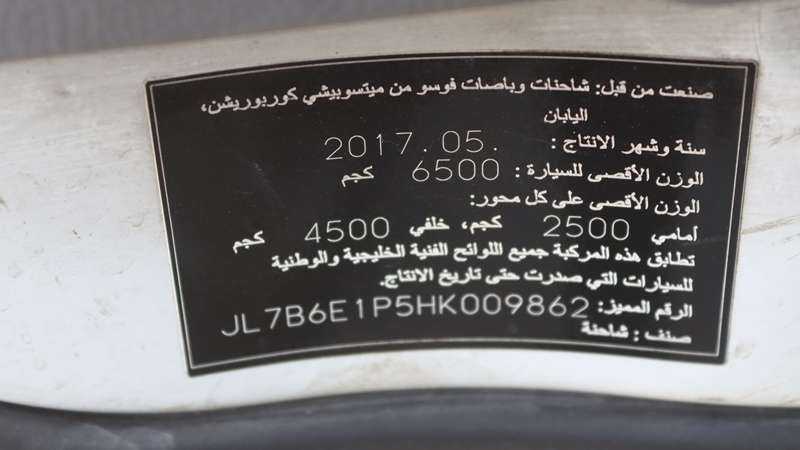 صنعت من قبل: شاحنات وباصات فوسو من ميتسوبيشي كوربوريشن،
اليابان
سنة وشهر الانتاج : 2017.05.
الوزن الأقصى للسيارة : 6500 كجم
الوزن الأقصى على كل محور:
أمامي 2500 كجم، خلفي 4500 كجم
تطابق هذه المركبة جميع اللوائح الفنية الخليجية والوطنية
للسيارات التي صدرت حتى تاريخ الانتاج.
الرقم المميز: JL7B6E1P5HK009862
صنف : شاحنة